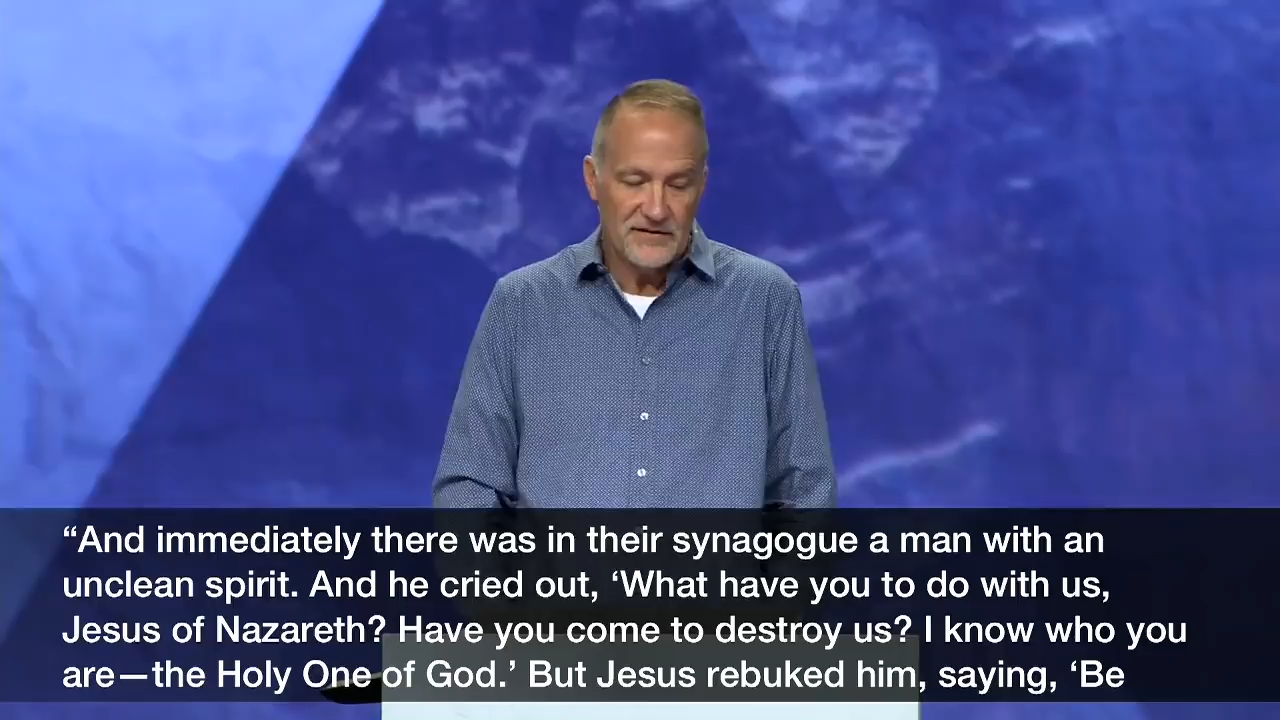 “And immediately there was in their synagogue a man with an
unclean spirit. And he cried out, ‘What have you to do with us,
Jesus of Nazareth? Have you come to destroy us? I know who you
are—the Holy One of God.’ But Jesus rebuked him, saying, ‘Be